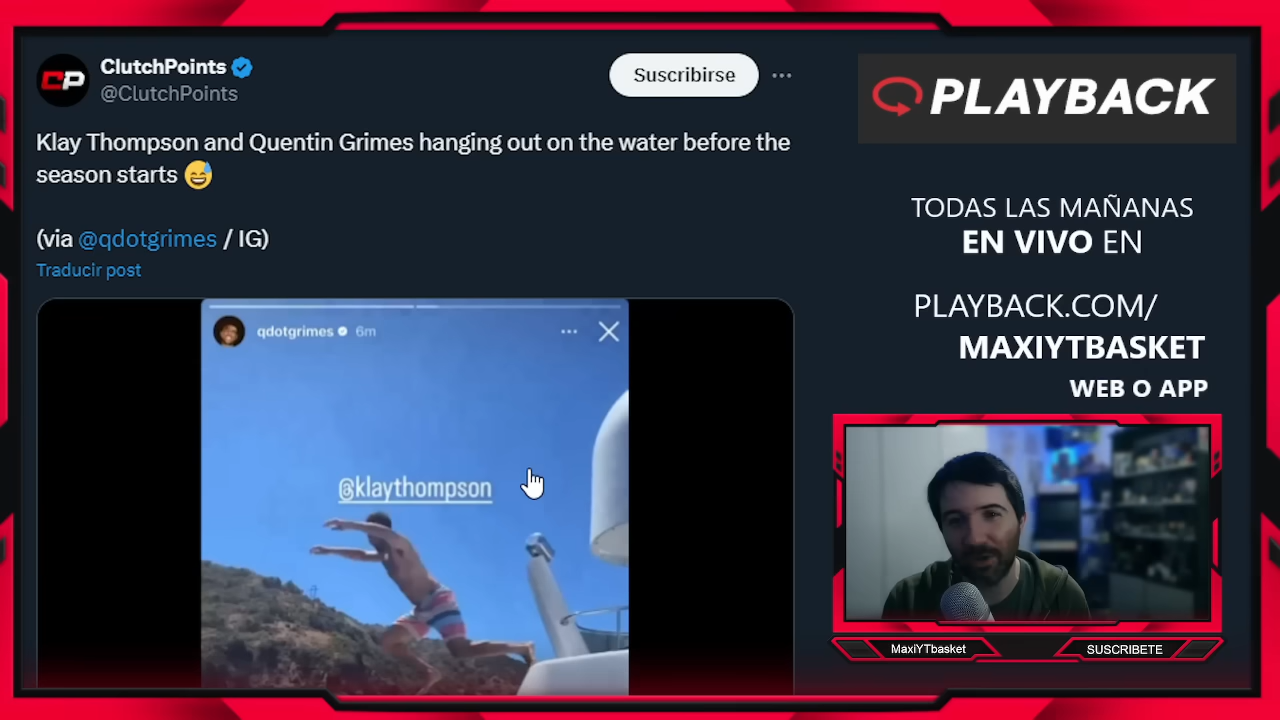 ClutchPoints
@ClutchPoints
Suscribirse
Klay Thompson and Quentin Grimes hanging out on the water before the
season starts 😅
(via @qdotgrimes / IG)
Traducir post
qdotgrimes 6m
@klaythompson
CP
PLAYBACK
TODAS LAS MAÑANAS
EN VIVO EN
PLAYBACK.COM/
MAXIYTBASKET
WEB O APP
MaxiYTbasket
SUSCRIBETE